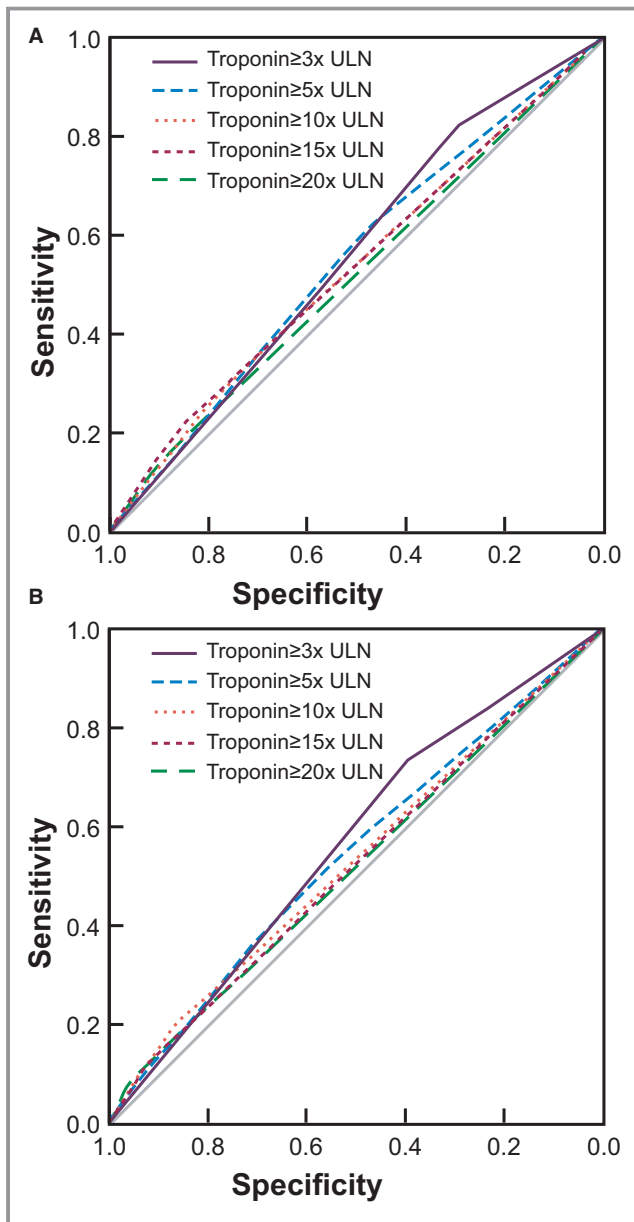 A
1.0
Troponin≥3x ULN
Troponin≥5x ULN
0.8
Troponin≥10x ULN
Troponin≥15x ULN
Troponin≥20x ULN
0.6
Sensitivity
0.4
0.2
0.0
1.0 0.8 0.6 0.4 0.2 0.0
Specificity
B
1.0
Troponin≥3x ULN
Troponin≥5x ULN
0.8
Troponin≥10x ULN
Troponin≥15x ULN
Troponin≥20x ULN
0.6
Sensitivity
0.4
0.2
0.0
1.0 0.8 0.6 0.4 0.2 0.0
Specificity